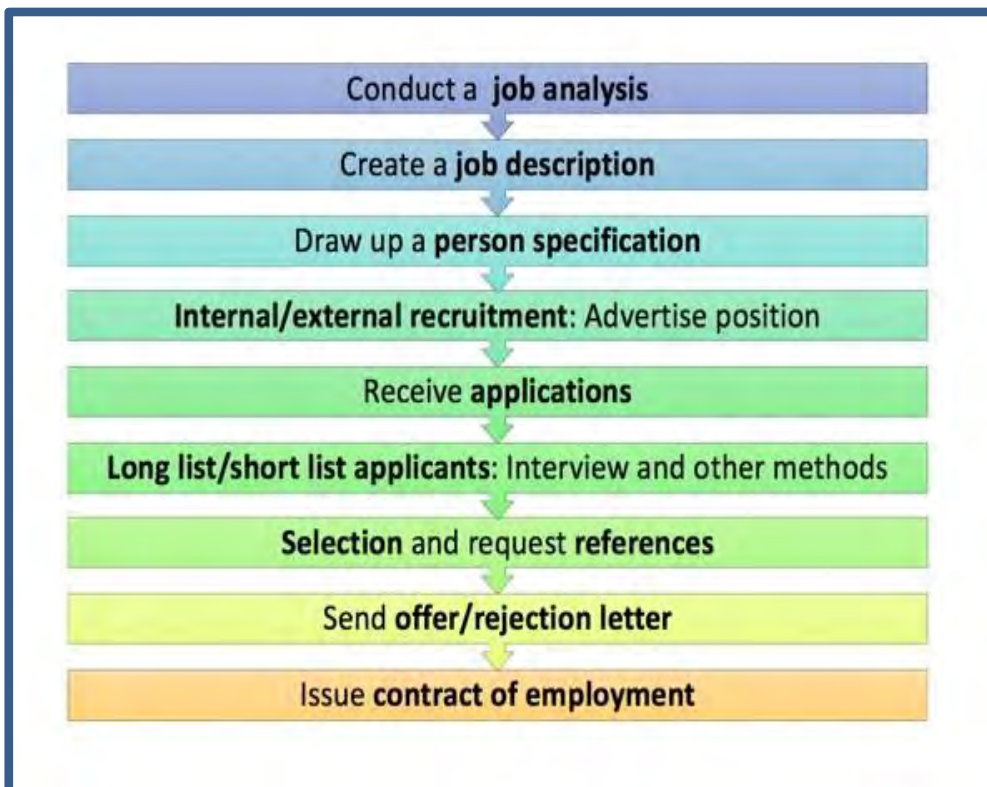 Conduct a job analysis
Create a job description
Draw up a person specification
Internal/external recruitment: Advertise position
Receive applications
Long list/short list applicants: Interview and other methods
Selection and request references
Send offer/rejection letter
Issue contract of employment